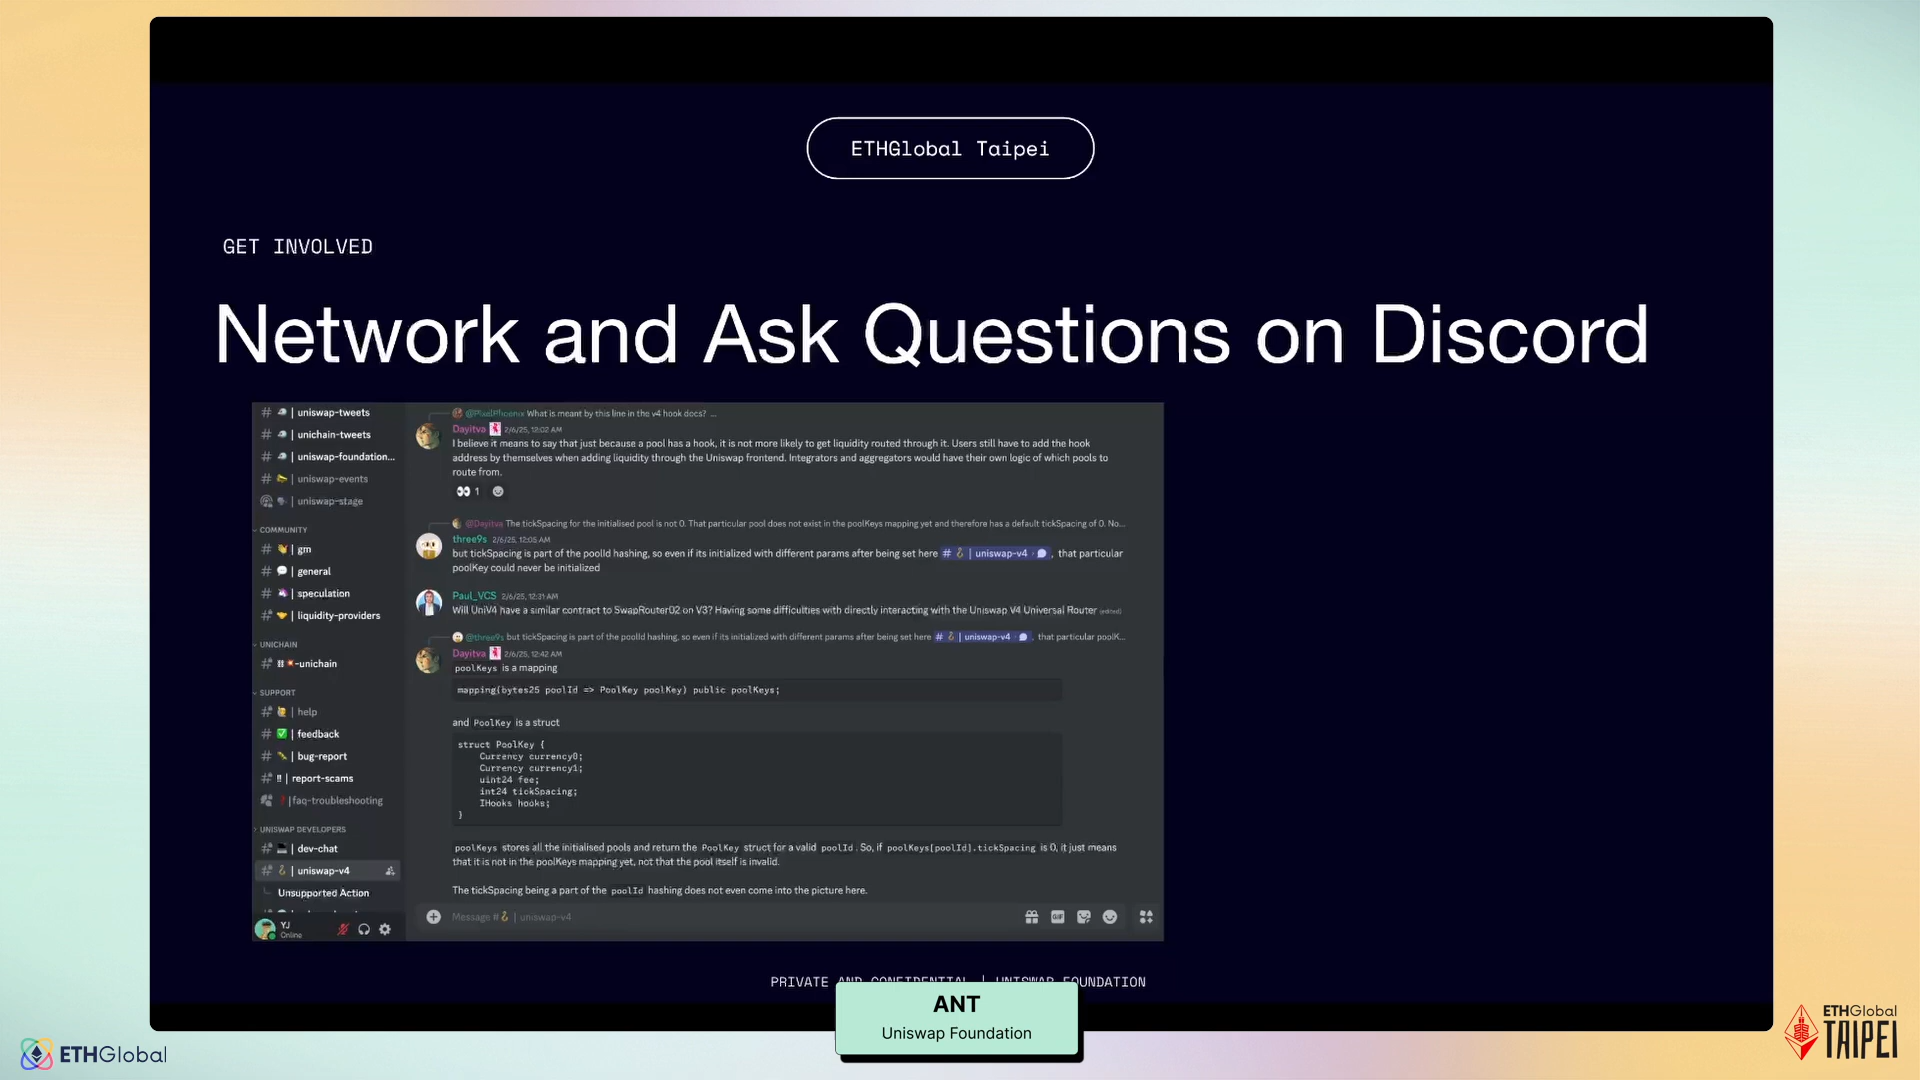 ETHGlobal Taipei
GET INVOLVED
Network and Ask Questions on Discord
# | uniswap-tweets
# | unichain-tweets
# | uniswap-foundation...
# | uniswap-events
| uniswap-stage
COMMUNITY
# | gm
# | general
# | speculation
# | liquidity-providers
UNICHAIN
# -unichain
SUPPORT
# | help
# | feedback
# | bug-report
# !! | report-scams
|faq-troubleshooting
UNISWAP DEVELOPERS
# | dev-chat
# | uniswap-v4
Unsupported Action
YJ
Online
@PixelPhoenix What is meant by this line in the v4 hook docs? ...
Dayitva 2/6/25, 12:02 AM
I believe it means to say that just because a pool has a hook, it is not more likely to get liquidity routed through it. Users still have to add the hook
address by themselves when adding liquidity through the Uniswap frontend. Integrators and aggregators would have their own logic of which pools to
route from.
1
@Dayitva The tickSpacing for the initialised pool is not 0. That particular pool does not exist in the poolKeys mapping yet and therefore has a default tickSpacing of 0. No...
three9s 2/6/25, 12:05 AM
but tickSpacing is part of the poolId hashing, so even if its initialized with different params after being set here # | uniswap-v4 › , that particular
poolKey could never be initialized
Paul_VCS 2/6/25, 12:31 AM
Will UniV4 have a similar contract to SwapRouter02 on V3? Having some difficulties with directly interacting with the Uniswap V4 Universal Router (edited)
@three9s but tickSpacing is part of the poolId hashing, so even if its initialized with different params after being set here # | uniswap-v4 › , that particular poolK...
Dayitva 2/6/25, 12:42 AM
poolKeys is a mapping
mapping(bytes25 poolId => PoolKey poolKey) public poolKeys;
and PoolKey is a struct
struct PoolKey {
Currency currency0;
Currency currency1;
uint24 fee;
int24 tickSpacing;
IHooks hooks;
}
poolKeys stores all the initialised pools and return the PoolKey struct for a valid poolId. So, if poolKeys[poolId].tickSpacing is 0, it just means
that it is not in the poolKeys mapping yet, not that the pool itself is invalid.
The tickSpacing being a part of the poolId hashing does not even come into the picture here.
Message # | uniswap-v4
GIF
PRIVATE AND CONFIDENTIAL | UNISWAP FOUNDATION
ANT
Uniswap Foundation
ETHGlobal
ETHGlobal
TAIPEI